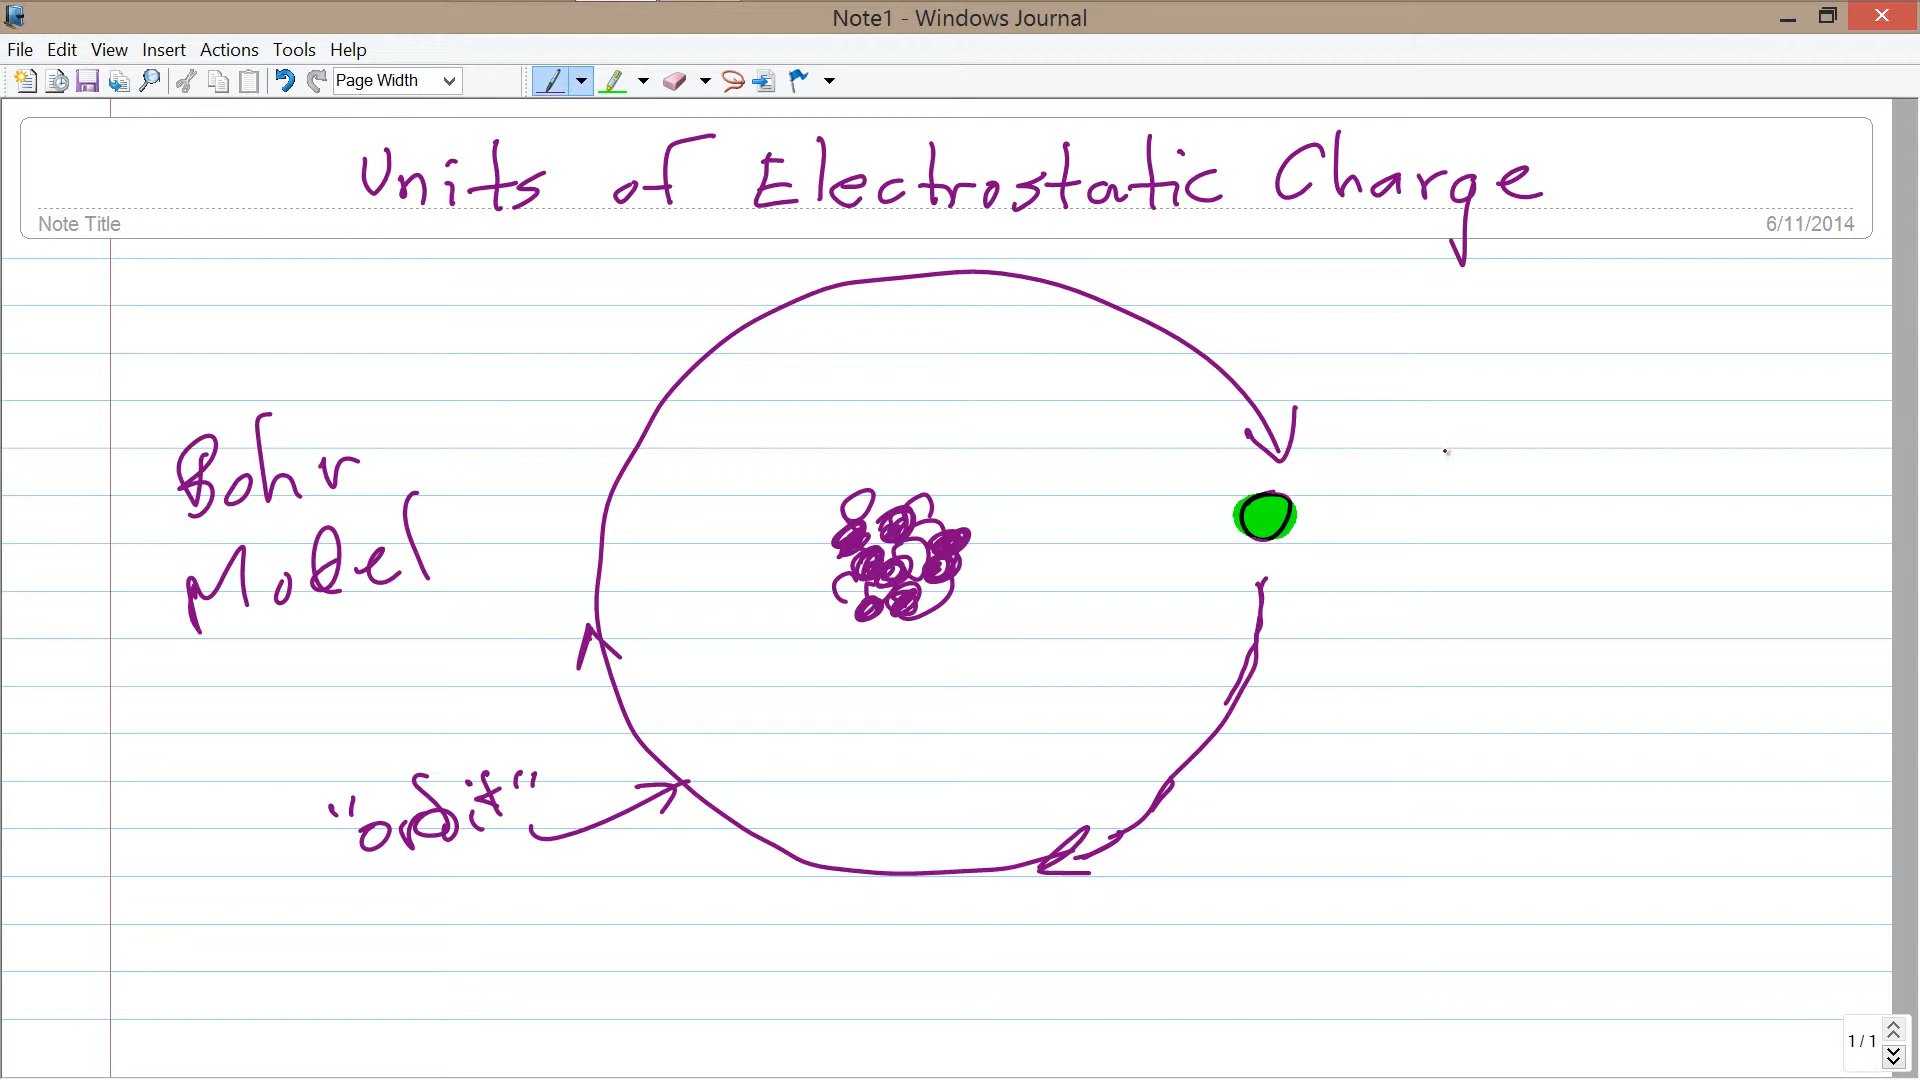 Note1 - Windows Journal
File Edit View Insert Actions Tools Help
Page Width
Units of Electrostatic Charge
Note Title
6/11/2014
Bohr
Model
"orbit"
1 / 1